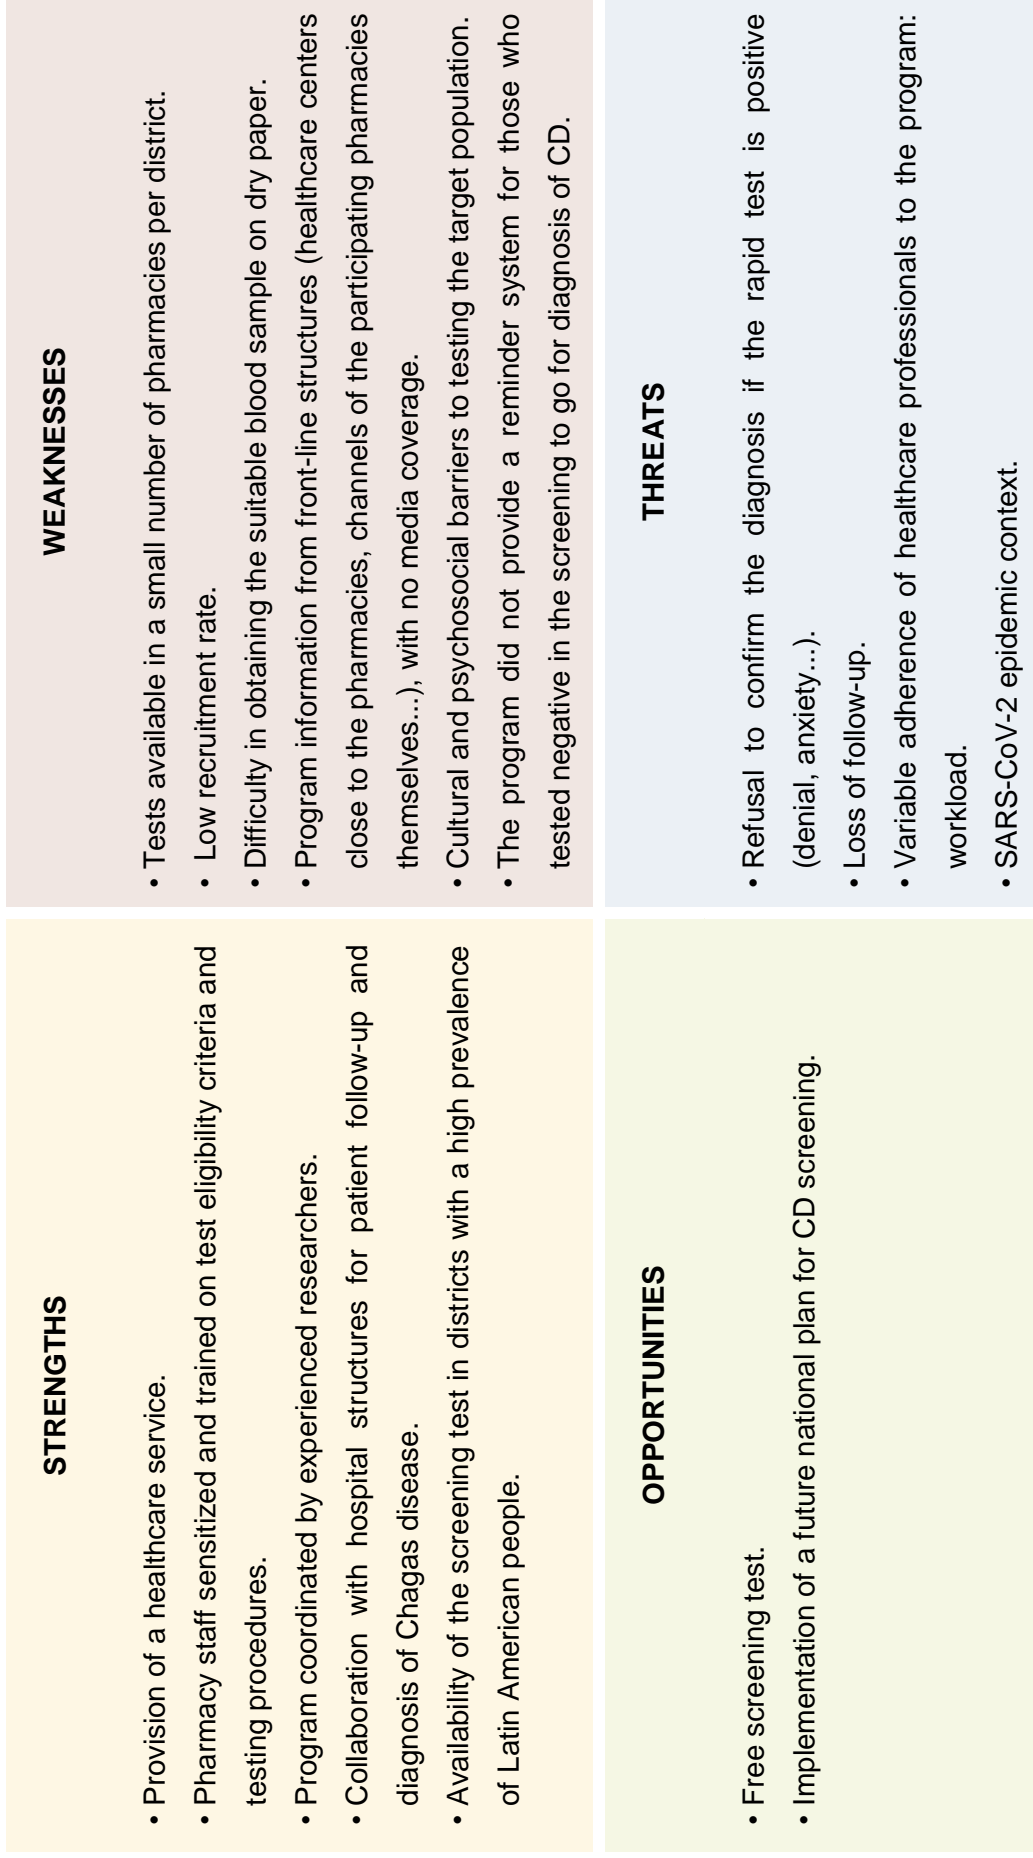 STRENGTHS
• Provision of a healthcare service.
• Pharmacy staff sensitized and trained on test eligibility criteria and
testing procedures.
• Program coordinated by experienced researchers.
• Collaboration with hospital structures for patient follow-up and
diagnosis of Chagas disease.
• Availability of the screening test in districts with a high prevalence
of Latin American people.
WEAKNESSES
• Tests available in a small number of pharmacies per district.
• Low recruitment rate.
• Difficulty in obtaining the suitable blood sample on dry paper.
• Program information from front-line structures (healthcare centers
close to the pharmacies, channels of the participating pharmacies
themselves...), with no media coverage.
• Cultural and psychosocial barriers to testing the target population.
• The program did not provide a reminder system for those who
tested negative in the screening to go for diagnosis of CD.
OPPORTUNITIES
• Free screening test.
• Implementation of a future national plan for CD screening.
THREATS
• Refusal to confirm the diagnosis if the rapid test is positive
(denial, anxiety...).
• Loss of follow-up.
• Variable adherence of healthcare professionals to the program:
workload.
• SARS-CoV-2 epidemic context.